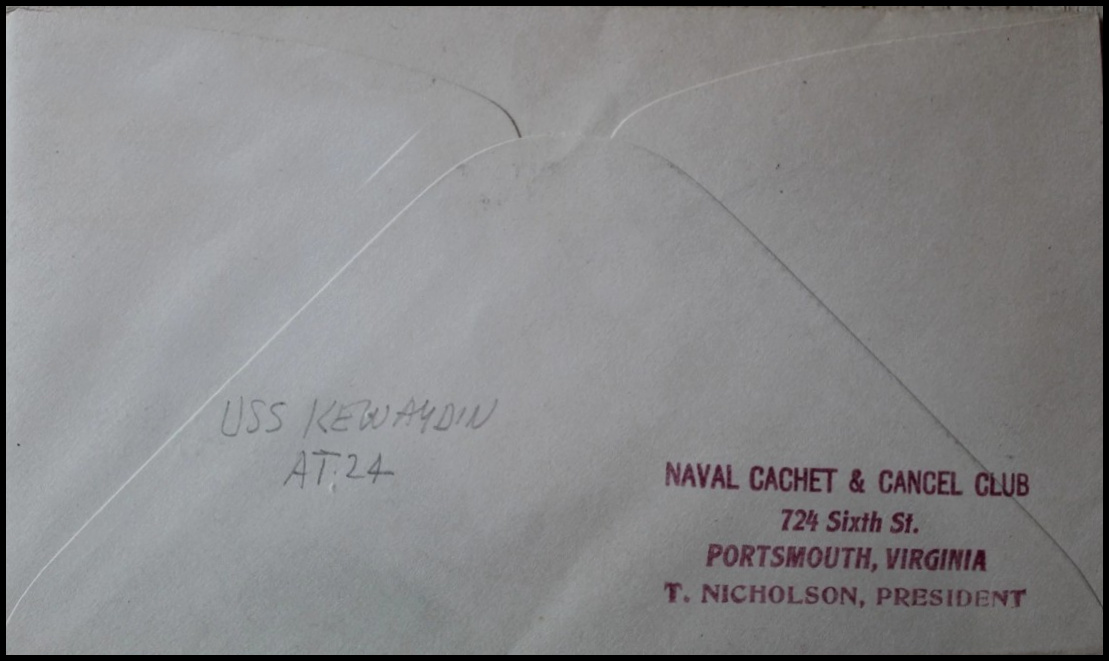 USS KEWAYDIN
AT.24
NAVAL CACHET & CANCEL CLUB
724 Sixth St.
PORTSMOUTH, VIRGINIA
T. NICHOLSON, PRESIDENT